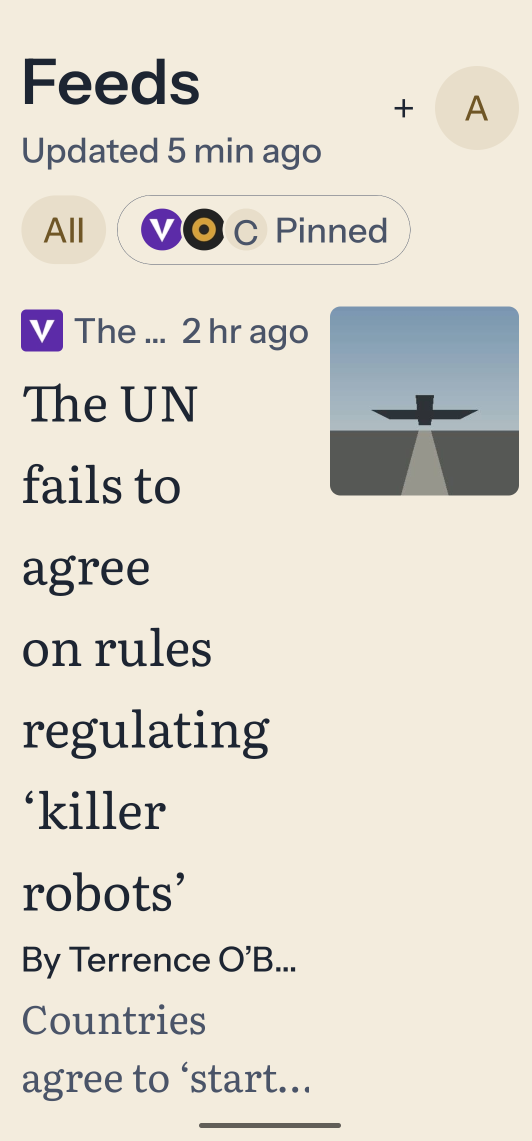 Feeds
Updated 5 min ago
+
A
All
V C Pinned
V The ... 2 hr ago
The UN
fails to
agree
on rules
regulating
‘killer
robots’
By Terrence O’B...
Countries
agree to ‘start...